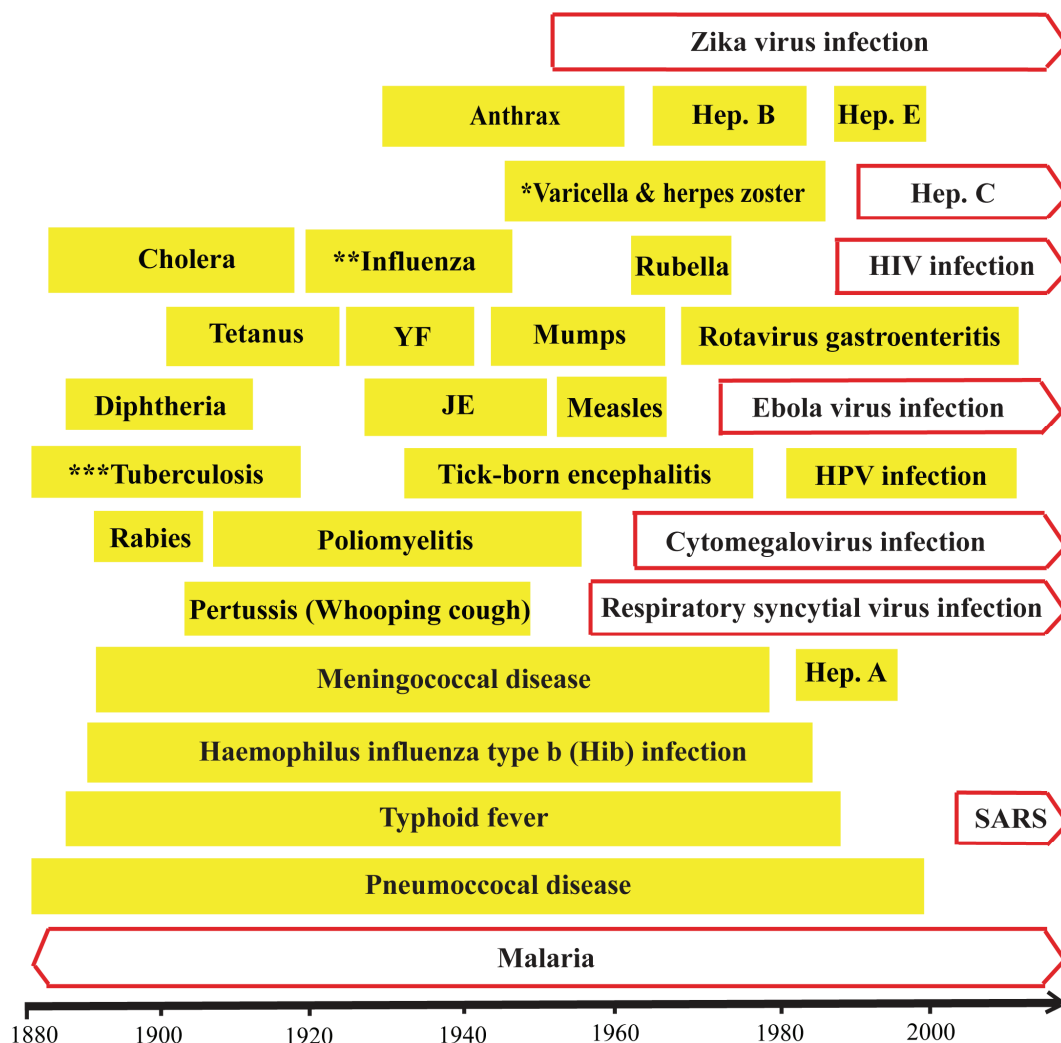 Zika virus infection
Anthrax
Hep. B
Hep. E
*Varicella & herpes zoster
Hep. C
Cholera
**Influenza
Rubella
HIV infection
Tetanus
YF
Mumps
Rotavirus gastroenteritis
Diphtheria
JE
Measles
Ebola virus infection
***Tuberculosis
Tick-born encephalitis
HPV infection
Rabies
Poliomyelitis
Cytomegalovirus infection
Pertussis (Whooping cough)
Respiratory syncytial virus infection
Meningococcal disease
Hep. A
Haemophilus influenza type b (Hib) infection
Typhoid fever
SARS
Pneumoccocal disease
Malaria
1880 1900 1920 1940 1960 1980 2000